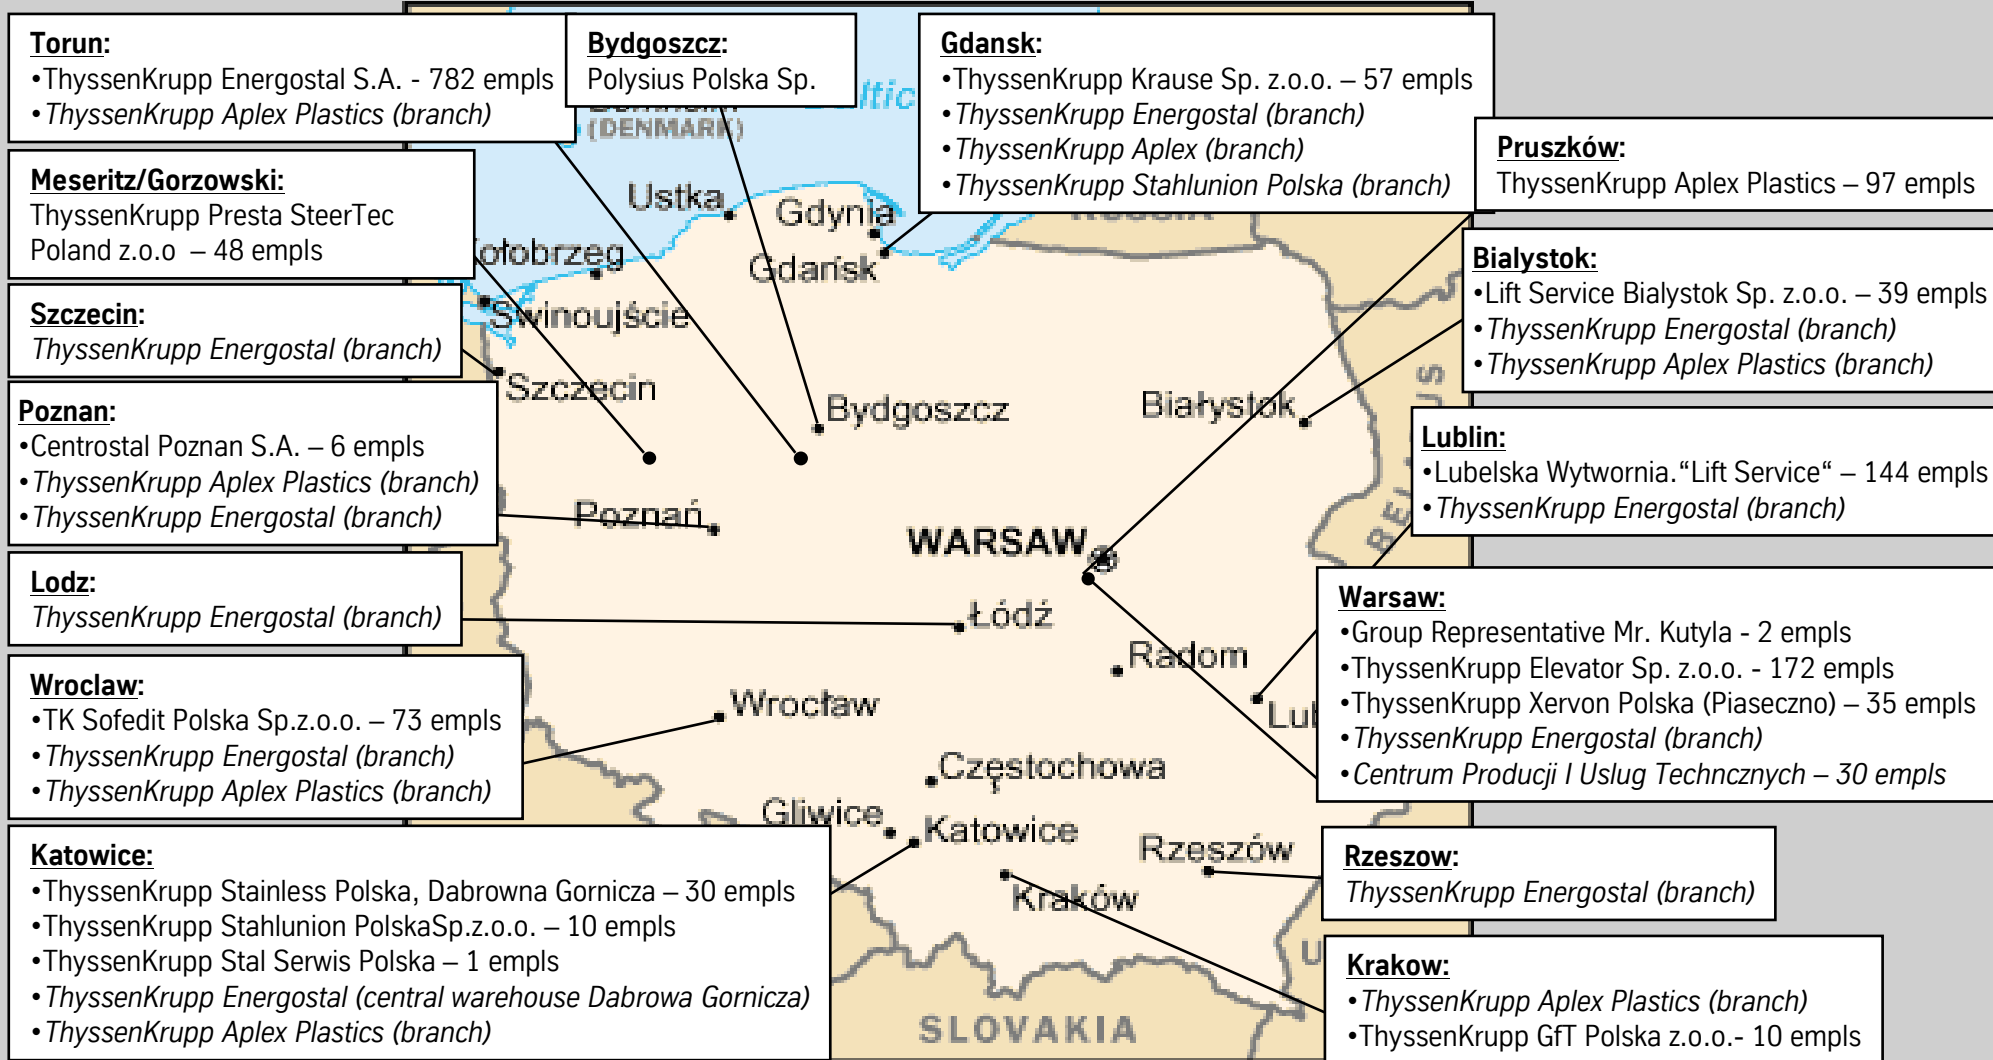 Torun:
•ThyssenKrupp Energostal S.A. - 782 empls
•ThyssenKrupp Aplex Plastics (branch)
Bydgoszcz:
Polysius Polska Sp.
Gdansk:
•ThyssenKrupp Krause Sp. z.o.o. – 57 empls
•ThyssenKrupp Energostal (branch)
•ThyssenKrupp Aplex (branch)
•ThyssenKrupp Stahlunion Polska (branch)
Pruszków:
ThyssenKrupp Aplex Plastics – 97 empls
Meseritz/Gorzowski:
ThyssenKrupp Presta SteerTec
Poland z.o.o – 48 empls
Bialystok:
•Lift Service Bialystok Sp. z.o.o. – 39 empls
•ThyssenKrupp Energostal (branch)
•ThyssenKrupp Aplex Plastics (branch)
Szczecin:
ThyssenKrupp Energostal (branch)
Poznan:
•Centrostal Poznan S.A. – 6 empls
•ThyssenKrupp Aplex Plastics (branch)
•ThyssenKrupp Energostal (branch)
Lublin:
•Lubelska Wytwornia.“Lift Service“ – 144 empls
•ThyssenKrupp Energostal (branch)
Lodz:
ThyssenKrupp Energostal (branch)
Warsaw:
•Group Representative Mr. Kutyla - 2 empls
•ThyssenKrupp Elevator Sp. z.o.o. - 172 empls
•ThyssenKrupp Xervon Polska (Piaseczno) – 35 empls
•ThyssenKrupp Energostal (branch)
•Centrum Producji I Uslug Techncznych – 30 empls
Wroclaw:
•TK Sofedit Polska Sp.z.o.o. – 73 empls
•ThyssenKrupp Energostal (branch)
•ThyssenKrupp Aplex Plastics (branch)
Katowice:
•ThyssenKrupp Stainless Polska, Dabrowna Gornicza – 30 empls
•ThyssenKrupp Stahlunion PolskaSp.z.o.o. – 10 empls
•ThyssenKrupp Stal Serwis Polska – 1 empls
•ThyssenKrupp Energostal (central warehouse Dabrowa Gornicza)
•ThyssenKrupp Aplex Plastics (branch)
Rzeszow:
ThyssenKrupp Energostal (branch)
Krakow:
•ThyssenKrupp Aplex Plastics (branch)
•ThyssenKrupp GfT Polska z.o.o.- 10 empls
(DENMARK)
Ustka
Gdynia
Gdańsk
Świnoujście
Szczecin
Bydgoszcz
Białystok
Poznań
WARSAW
Łódź
Radom
Wrocław
Częstochowa
Gliwice
Katowice
Rzeszów
Kraków
SLOVAKIA